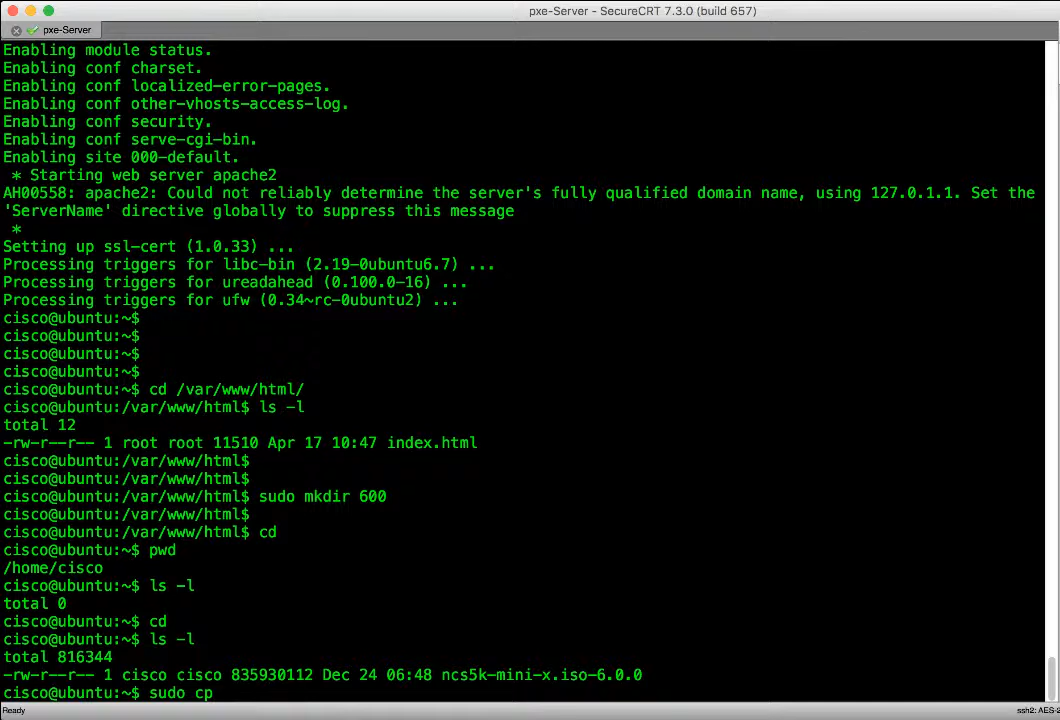 pxe-Server - SecureCRT 7.3.0 (build 657)
pxe-Server
Enabling module status.
Enabling conf charset.
Enabling conf localized-error-pages.
Enabling conf other-vhosts-access-log.
Enabling conf security.
Enabling conf serve-cgi-bin.
Enabling site 000-default.
* Starting web server apache2
AH00558: apache2: Could not reliably determine the server's fully qualified domain name, using 127.0.1.1. Set the
'ServerName' directive globally to suppress this message
*
Setting up ssl-cert (1.0.33) ...
Processing triggers for libc-bin (2.19-0ubuntu6.7) ...
Processing triggers for ureadahead (0.100.0-16) ...
Processing triggers for ufw (0.34~rc-0ubuntu2) ...
cisco@ubuntu:~$
cisco@ubuntu:~$
cisco@ubuntu:~$
cisco@ubuntu:~$
cisco@ubuntu:~$ cd /var/www/html/
cisco@ubuntu:/var/www/html$ ls -l
total 12
-rw-r--r-- 1 root root 11510 Apr 17 10:47 index.html
cisco@ubuntu:/var/www/html$
cisco@ubuntu:/var/www/html$
cisco@ubuntu:/var/www/html$ sudo mkdir 600
cisco@ubuntu:/var/www/html$
cisco@ubuntu:/var/www/html$ cd
cisco@ubuntu:~$ pwd
/home/cisco
cisco@ubuntu:~$ ls -l
total 0
cisco@ubuntu:~$ cd
cisco@ubuntu:~$ ls -l
total 816344
-rw-r--r-- 1 cisco cisco 835930112 Dec 24 06:48 ncs5k-mini-x.iso-6.0.0
cisco@ubuntu:~$ sudo cp
Ready
ssh2: AES-2